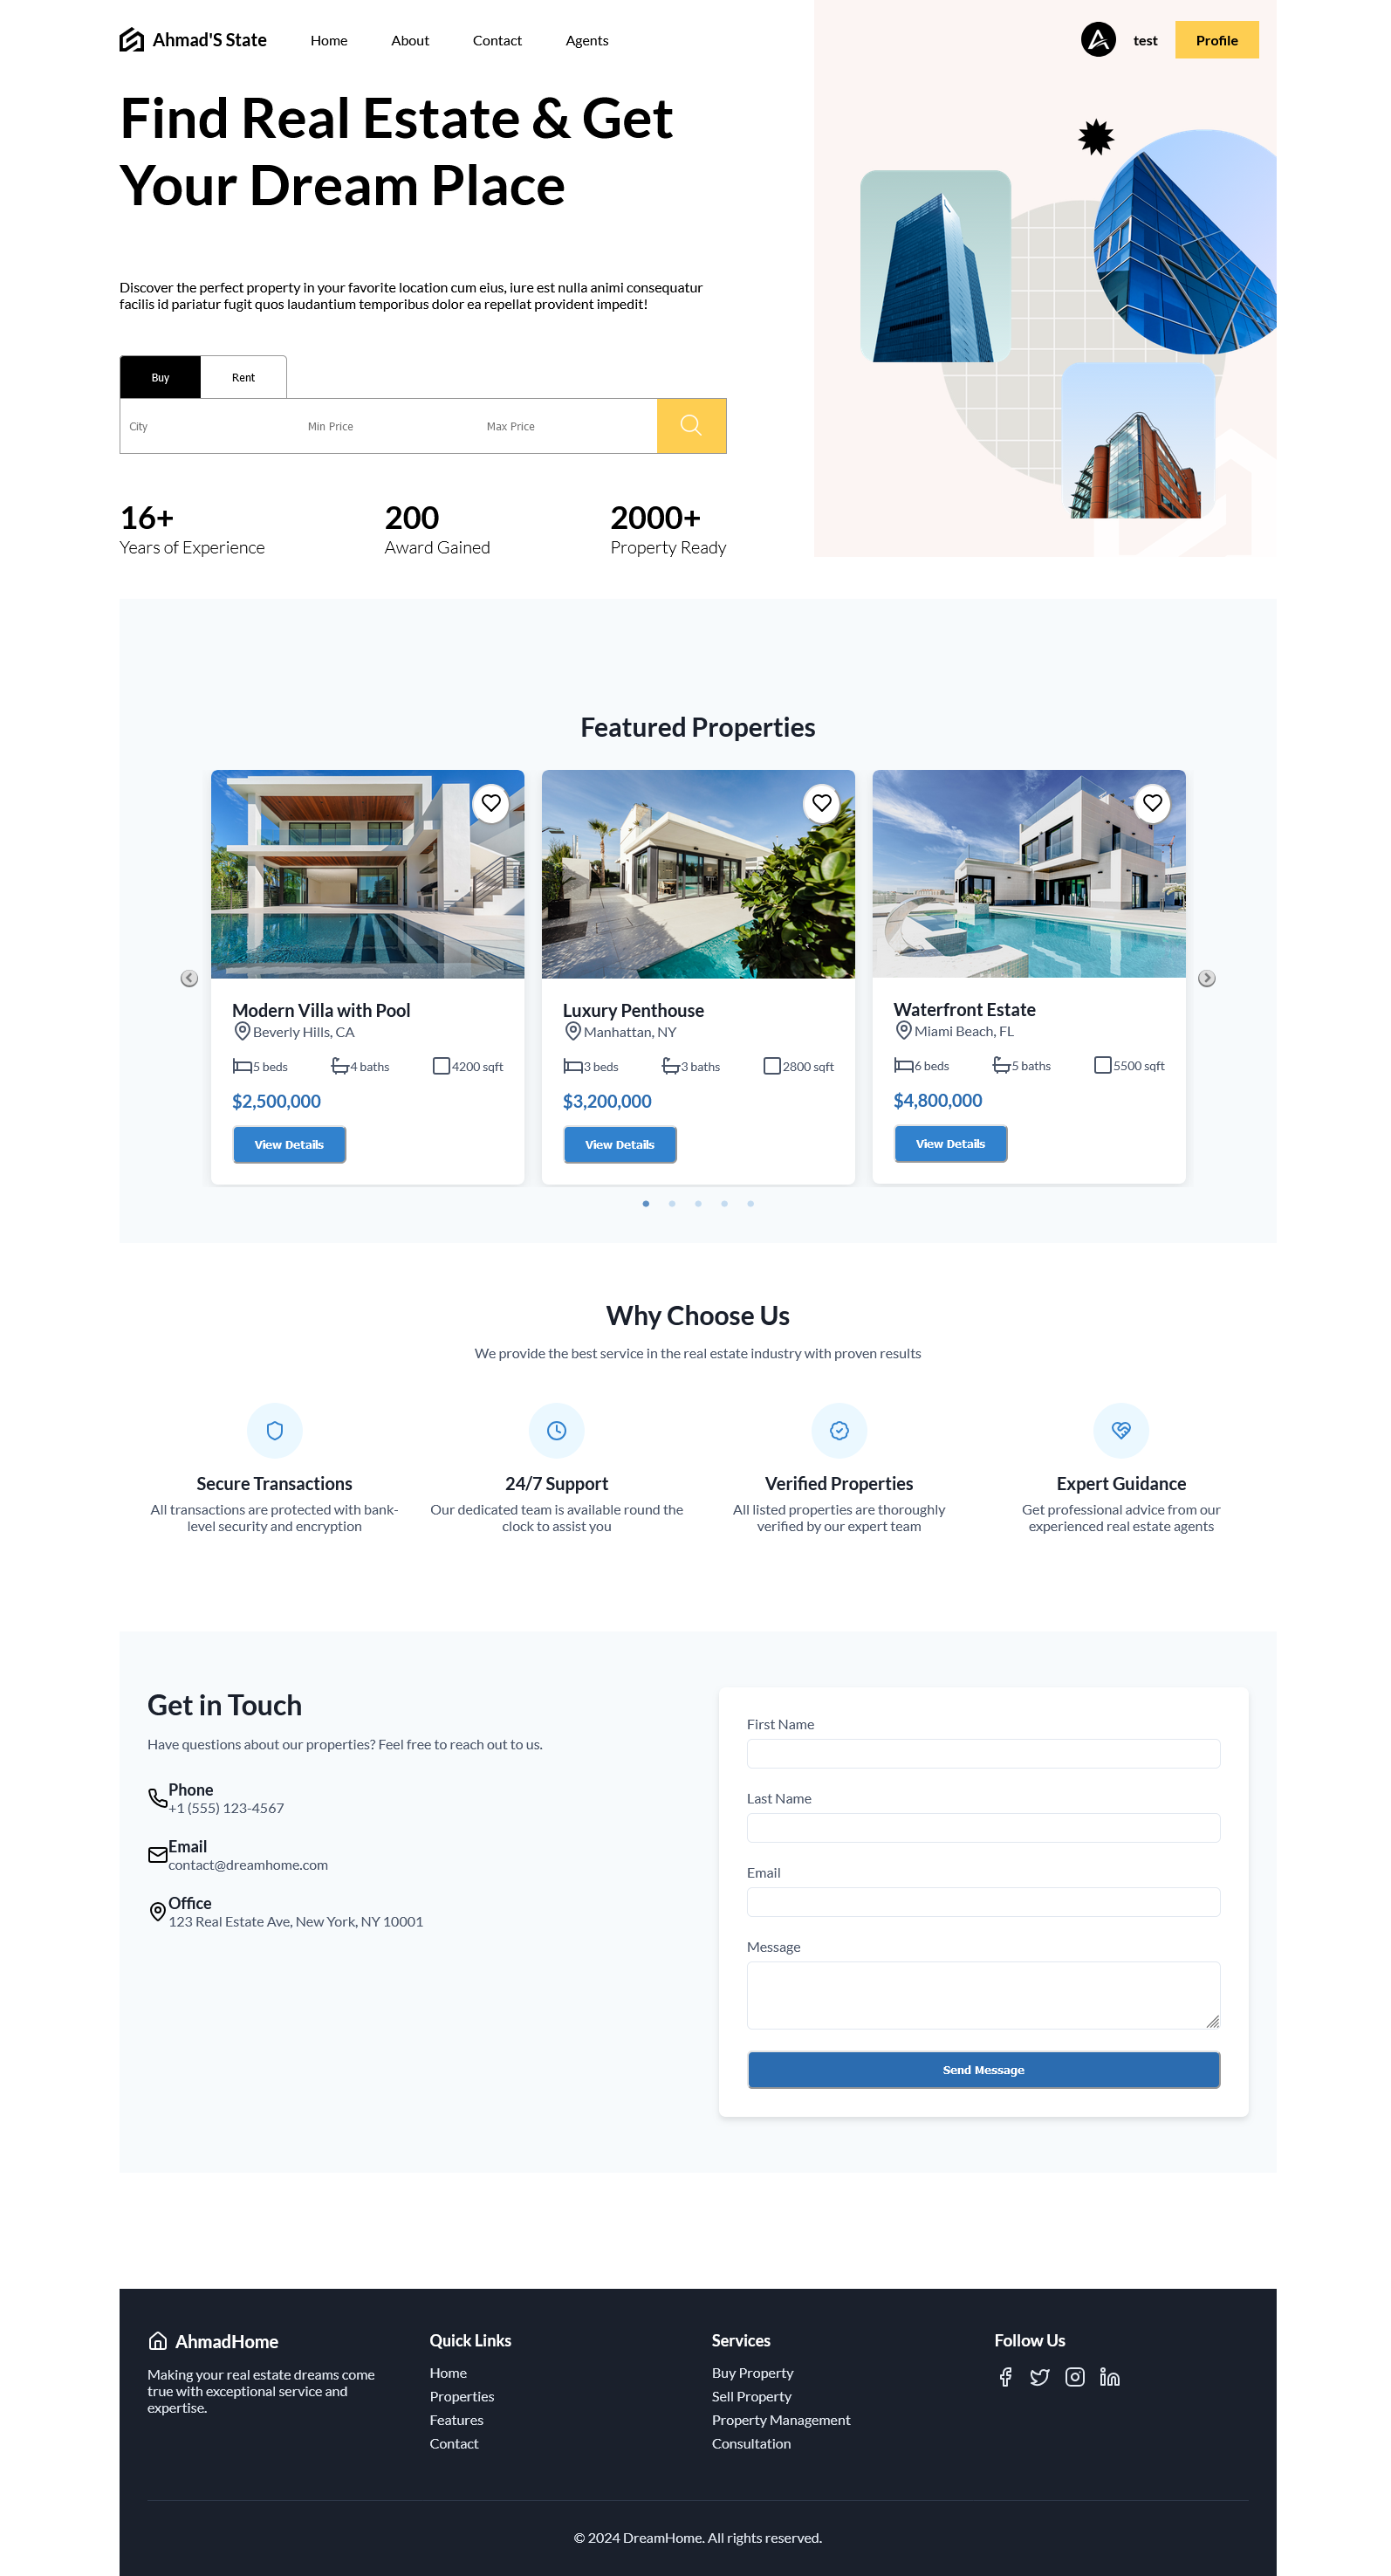 Ahmad'S State
Home
About
Contact
Agents
test
Profile
Find Real Estate & Get
Your Dream Place
Discover the perfect property in your favorite location cum eius, iure est nulla animi consequatur
facilis id pariatur fugit quos laudantium temporibus dolor ea repellat provident impedit!
Buy
Rent
City
Min Price
Max Price
16+
Years of Experience
200
Award Gained
2000+
Property Ready
Featured Properties
Modern Villa with Pool
Beverly Hills, CA
5 beds
4 baths
4200 sqft
$2,500,000
View Details
Luxury Penthouse
Manhattan, NY
3 beds
3 baths
2800 sqft
$3,200,000
View Details
Waterfront Estate
Miami Beach, FL
6 beds
5 baths
5500 sqft
$4,800,000
View Details
Why Choose Us
We provide the best service in the real estate industry with proven results
Secure Transactions
All transactions are protected with bank-
level security and encryption
24/7 Support
Our dedicated team is available round the
clock to assist you
Verified Properties
All listed properties are thoroughly
verified by our expert team
Expert Guidance
Get professional advice from our
experienced real estate agents
Get in Touch
Have questions about our properties? Feel free to reach out to us.
Phone
+1 (555) 123-4567
Email
contact@dreamhome.com
Office
123 Real Estate Ave, New York, NY 10001
First Name
Last Name
Email
Message
Send Message
AhmadHome
Making your real estate dreams come
true with exceptional service and
expertise.
Quick Links
Home
Properties
Features
Contact
Services
Buy Property
Sell Property
Property Management
Consultation
Follow Us
© 2024 DreamHome. All rights reserved.